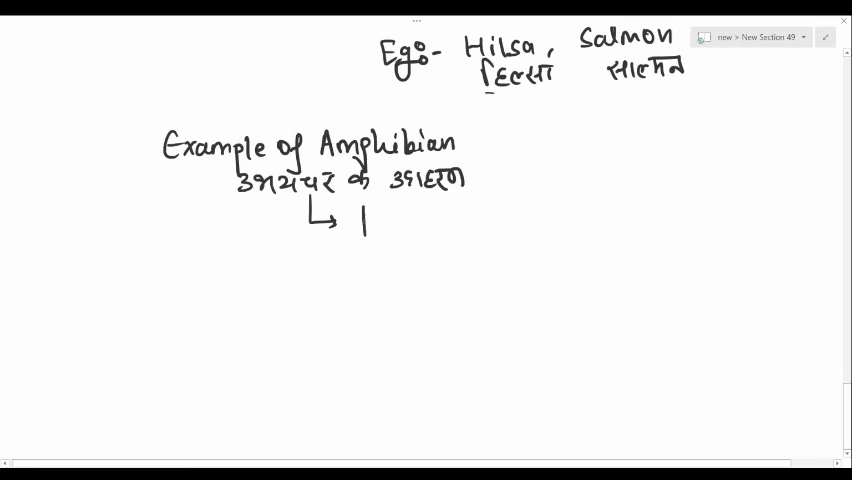 new > New Section 49
Eg:- Hilsa, Salmon
हिल्सा सालमन
Example of Amphibian
उभयचर के उदाहरण